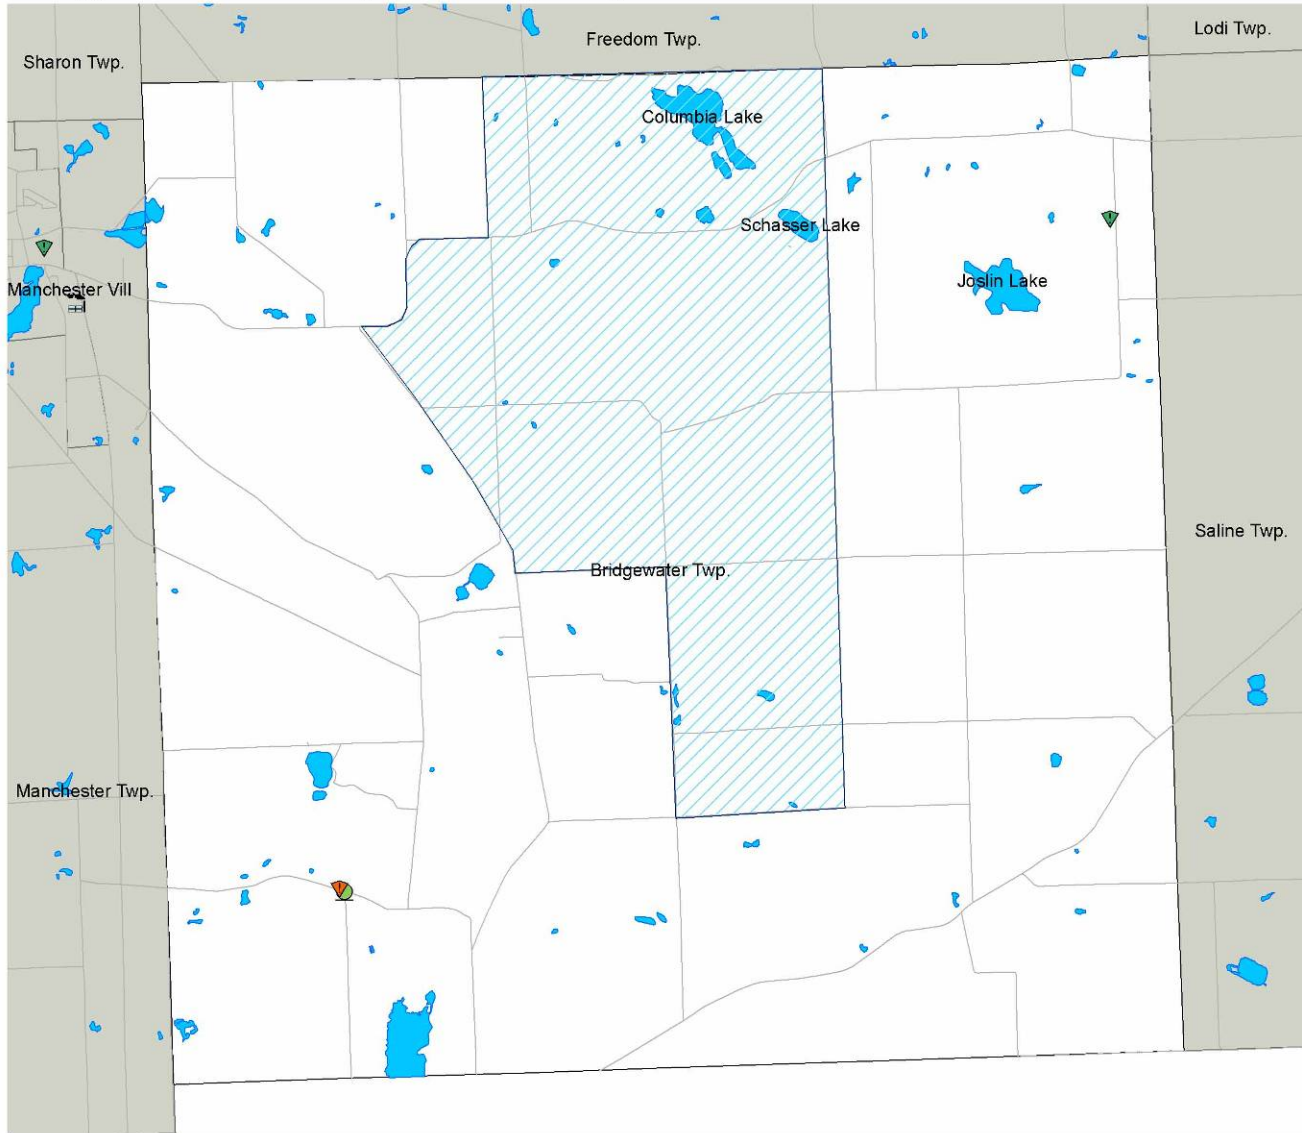 Lodi Twp.
Freedom Twp.
Sharon Twp.
Columbia Lake
Schasser Lake
Joslin Lake
Manchester Vill
Saline Twp.
Bridgewater Twp.
Manchester Twp.